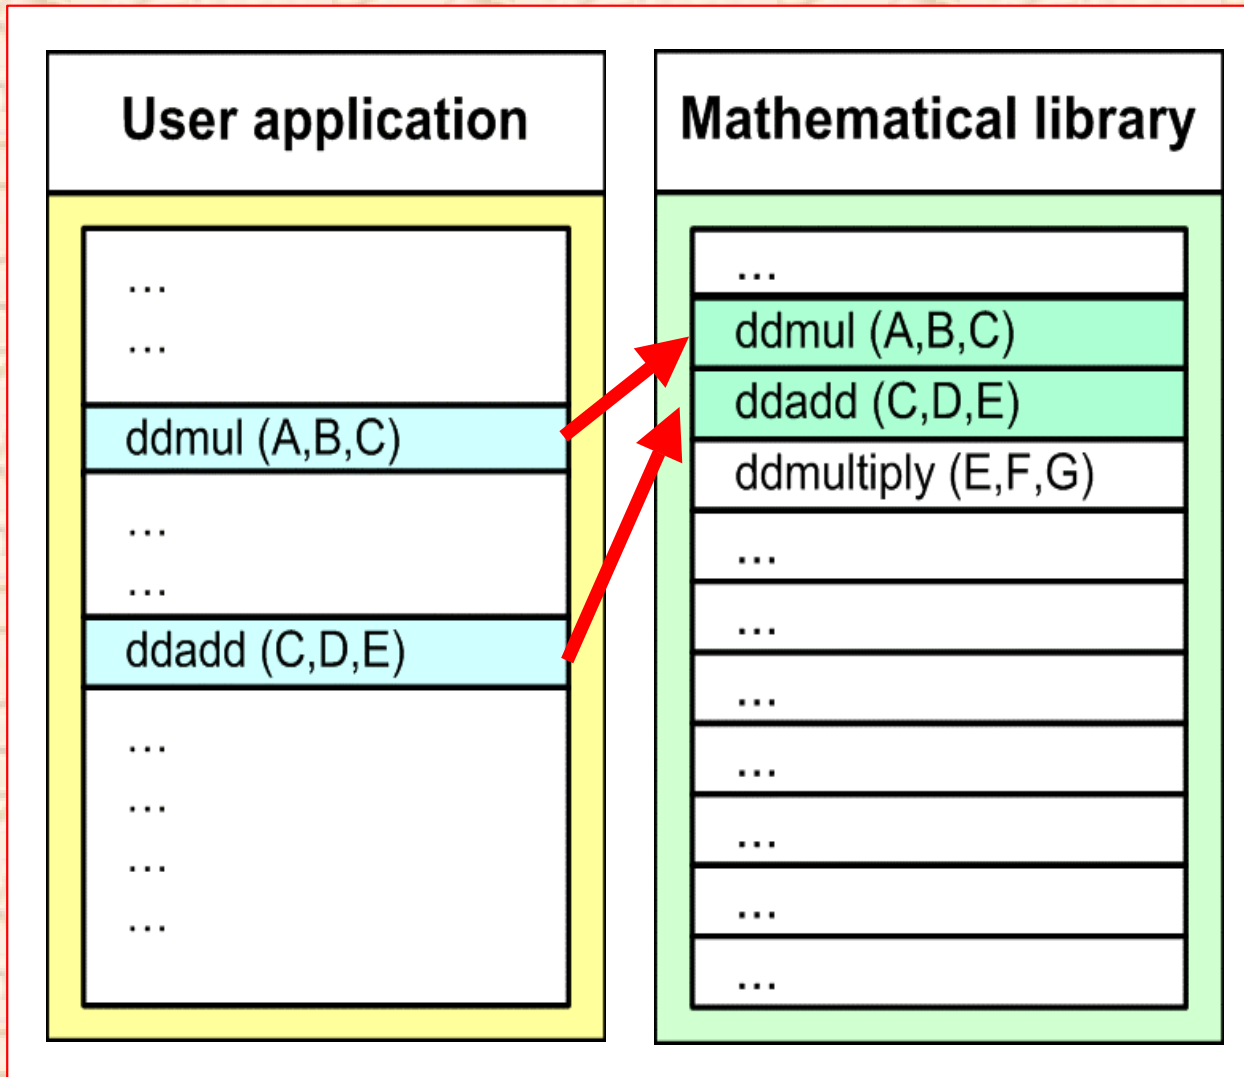 User application
...
...
ddmul (A,B,C)
...
...
ddadd (C,D,E)
...
...
...
...
Mathematical library
...
ddmul (A,B,C)
ddadd (C,D,E)
ddmultiply (E,F,G)
...
...
...
...
...
...
...